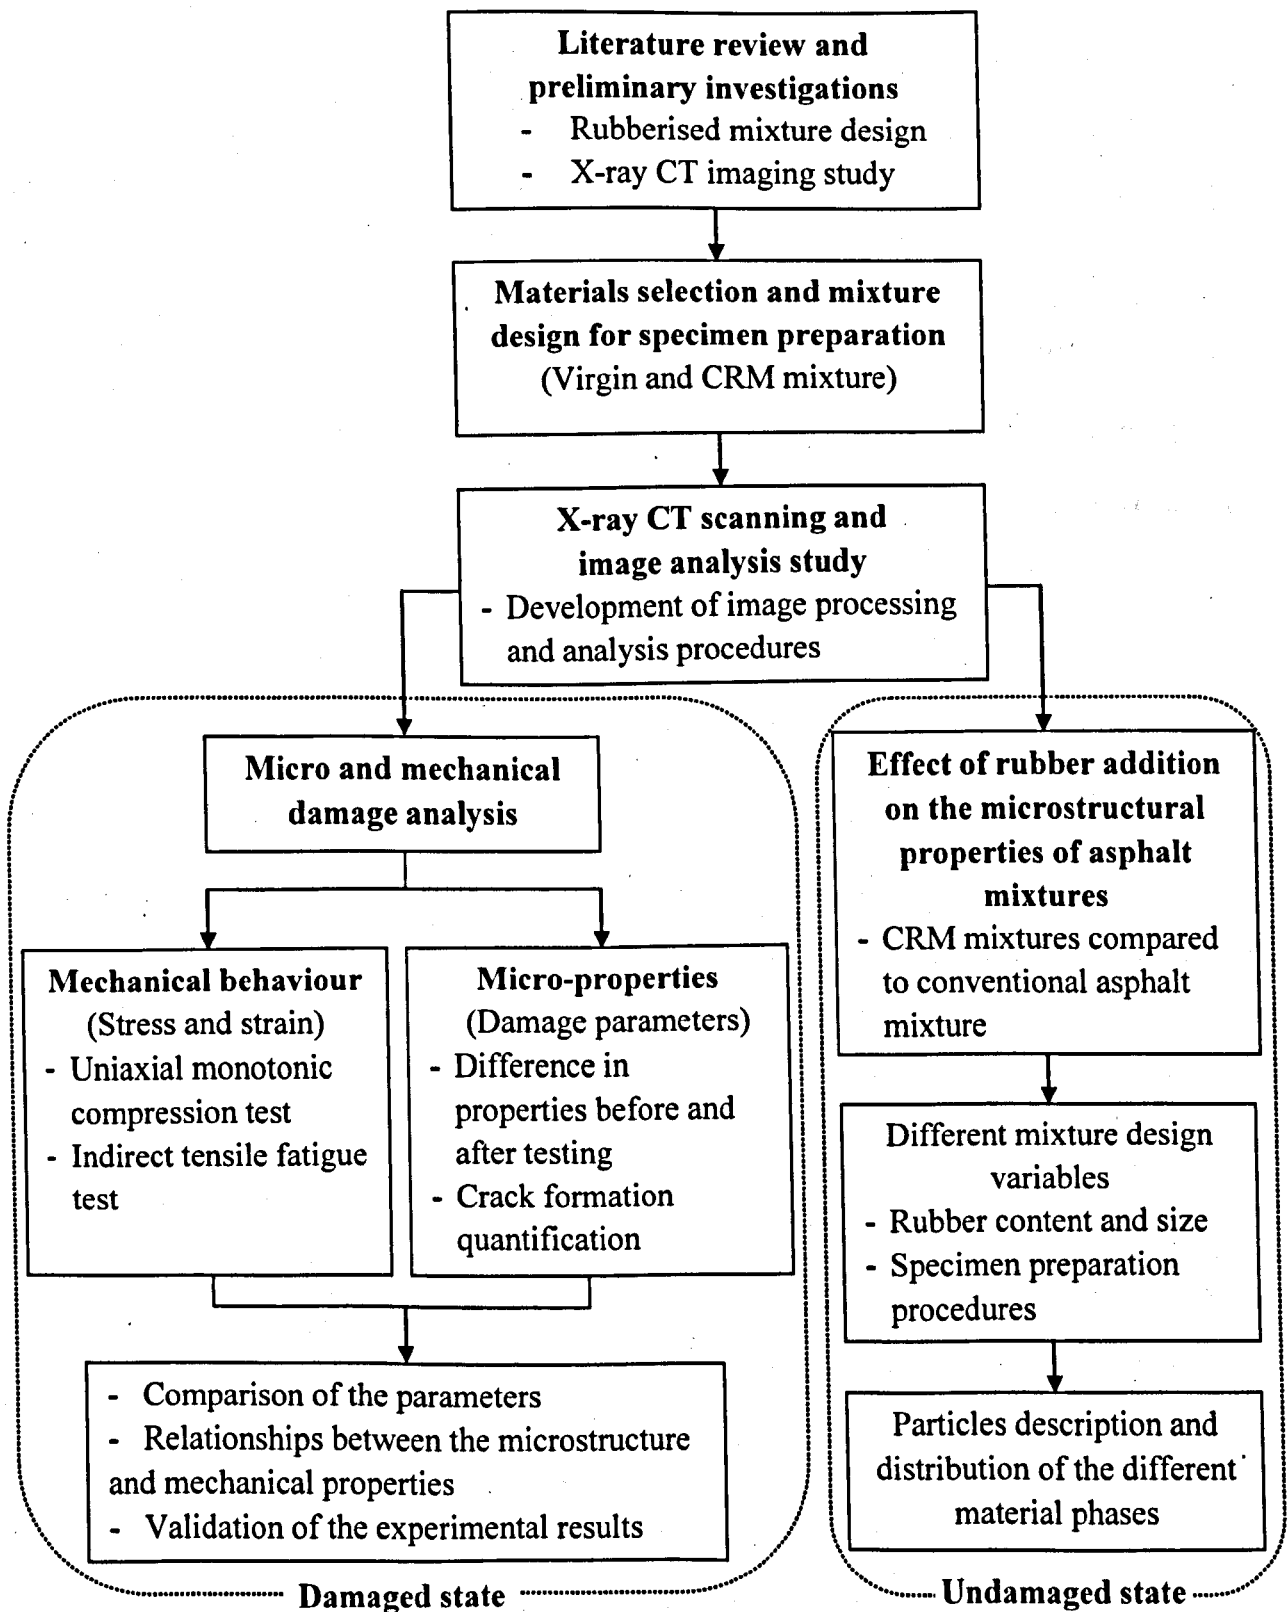 Literature review and
preliminary investigations
- Rubberised mixture design
- X-ray CT imaging study
Materials selection and mixture
design for specimen preparation
(Virgin and CRM mixture)
X-ray CT scanning and
image analysis study
- Development of image processing
and analysis procedures
Micro and mechanical
damage analysis
Mechanical behaviour
(Stress and strain)
- Uniaxial monotonic
compression test
- Indirect tensile fatigue
test
Micro-properties
(Damage parameters)
- Difference in
properties before and
after testing
- Crack formation
quantification
- Comparison of the parameters
- Relationships between the microstructure
and mechanical properties
- Validation of the experimental results
Damaged state
Effect of rubber addition
on the microstructural
properties of asphalt
mixtures
- CRM mixtures compared
to conventional asphalt
mixture
Different mixture design
variables
- Rubber content and size
- Specimen preparation
procedures
Particles description and
distribution of the different
material phases
Undamaged state